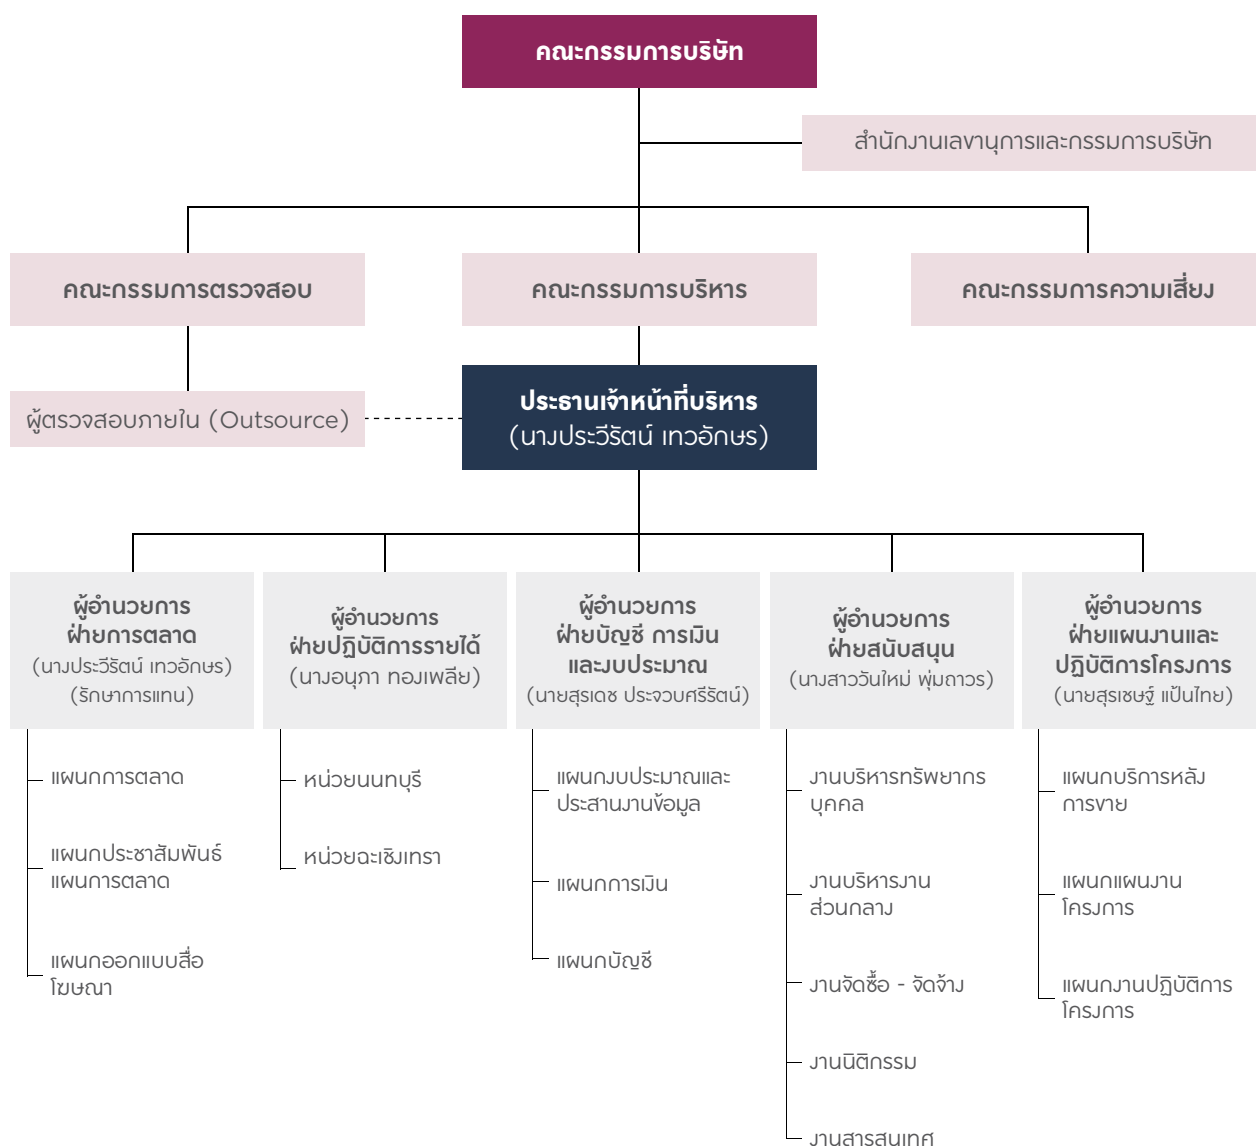 คณะกรรมการบริษัท
สำนักงานเลขานุการและกรรมการบริษัท
คณะกรรมการตรวจสอบ
คณะกรรมการบริหาร
คณะกรรมการความเสี่ยง
ผู้ตรวจสอบภายใน (Outsource)
ประธานเจ้าหน้าที่บริหาร
(นางประวีรัตน์ เทวอักษร)
ผู้อำนวยการ
ฝ่ายการตลาด
(นางประวีรัตน์ เทวอักษร)
(รักษาการแทน)
แผนกการตลาด
แผนกประชาสัมพันธ์
แผนการตลาด
แผนกออกแบบสื่อ
โฆษณา
ผู้อำนวยการ
ฝ่ายปฏิบัติการรายได้
(นางอนุภา ทองเพลีย)
หน่วยนนทบุรี
หน่วยฉะเชิงเทรา
ผู้อำนวยการ
ฝ่ายบัญชี การเงิน
และงบประมาณ
(นายสุรเดช ประจวบศรีรัตน์)
แผนกงบประมาณและ
ประสานงานข้อมูล
แผนกการเงิน
แผนกบัญชี
ผู้อำนวยการ
ฝ่ายสนับสนุน
(นางสาววันใหม่ พุ่มถาวร)
งานบริหารทรัพยากร
บุคคล
งานบริหารงาน
ส่วนกลาง
งานจัดซื้อ - จัดจ้าง
งานนิติกรรม
งานสารสนเทศ
ผู้อำนวยการ
ฝ่ายแผนงานและ
ปฏิบัติการโครงการ
(นายสุรเชษฐ์ แป้นไทย)
แผนกบริการหลัง
การขาย
แผนกแผนงาน
โครงการ
แผนกงานปฏิบัติการ
โครงการ